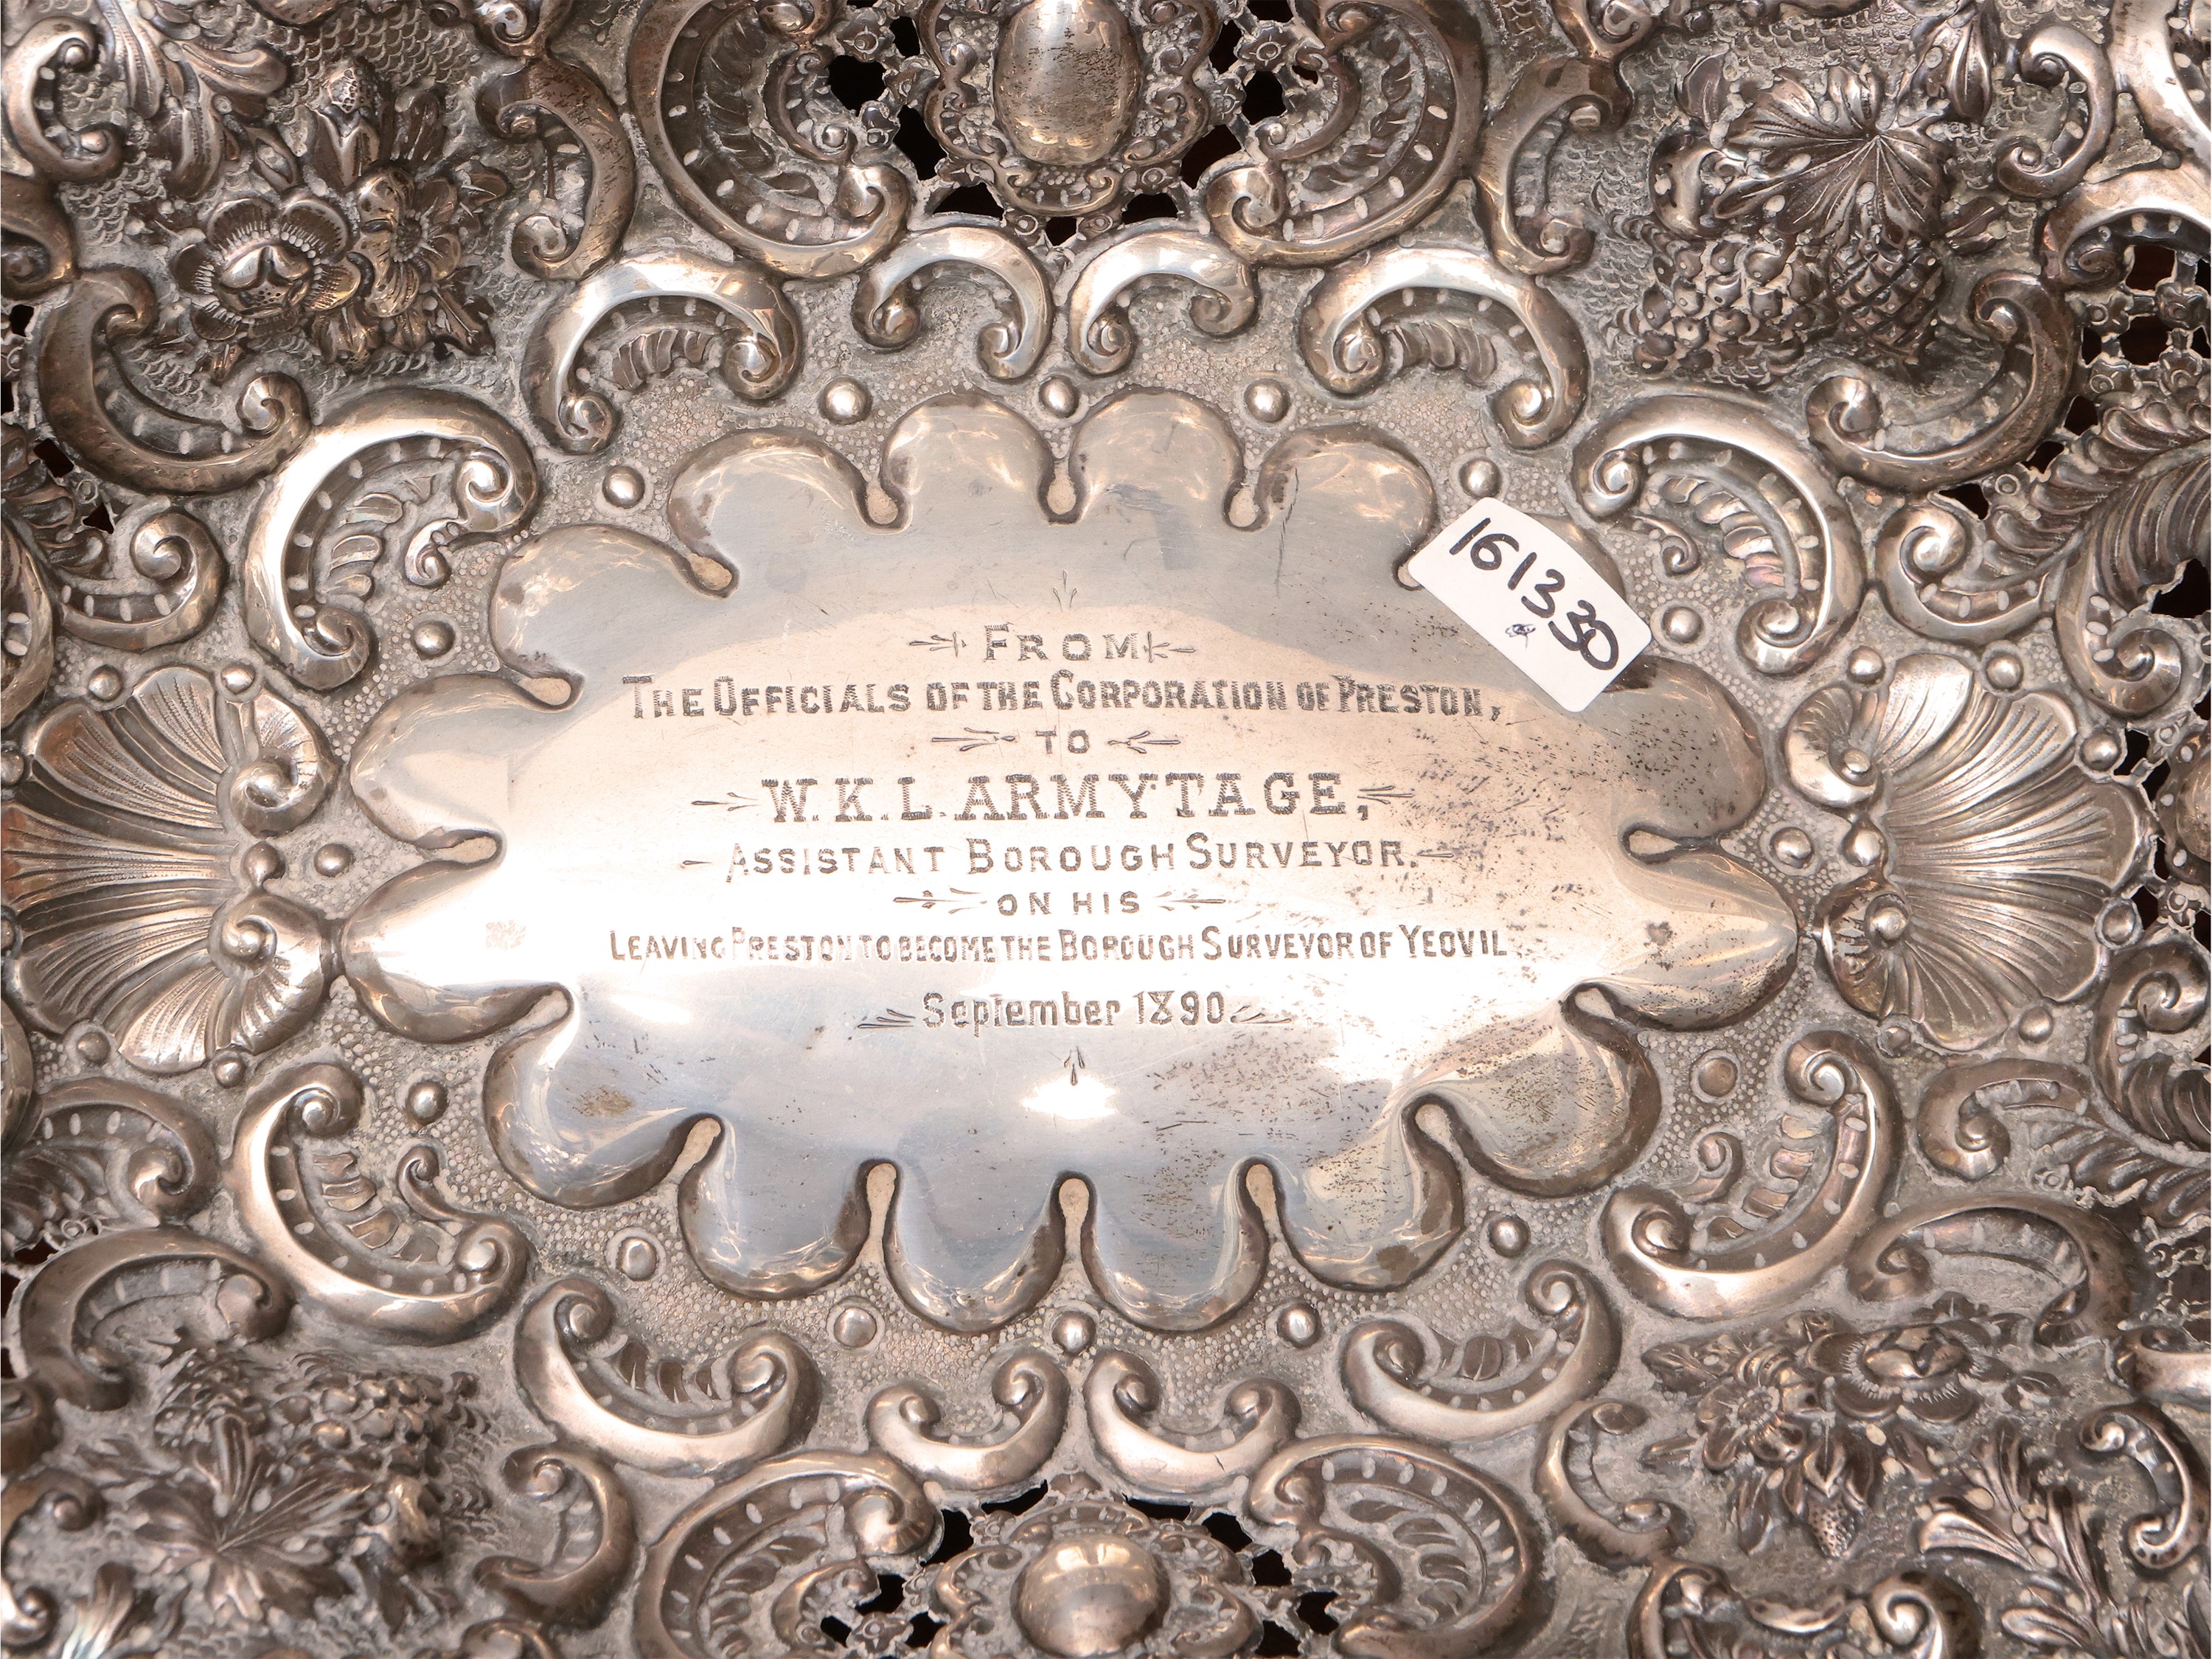 FROM
THE OFFICIALS OF THE CORPORATION OF PRESTON,
TO
W.K.L. ARMYTAGE,
ASSISTANT BOROUGH SURVEYOR.
ON HIS
LEAVING PRESTON TO BECOME THE BOROUGH SURVEYOR OF YEOVIL
September 1890
161330